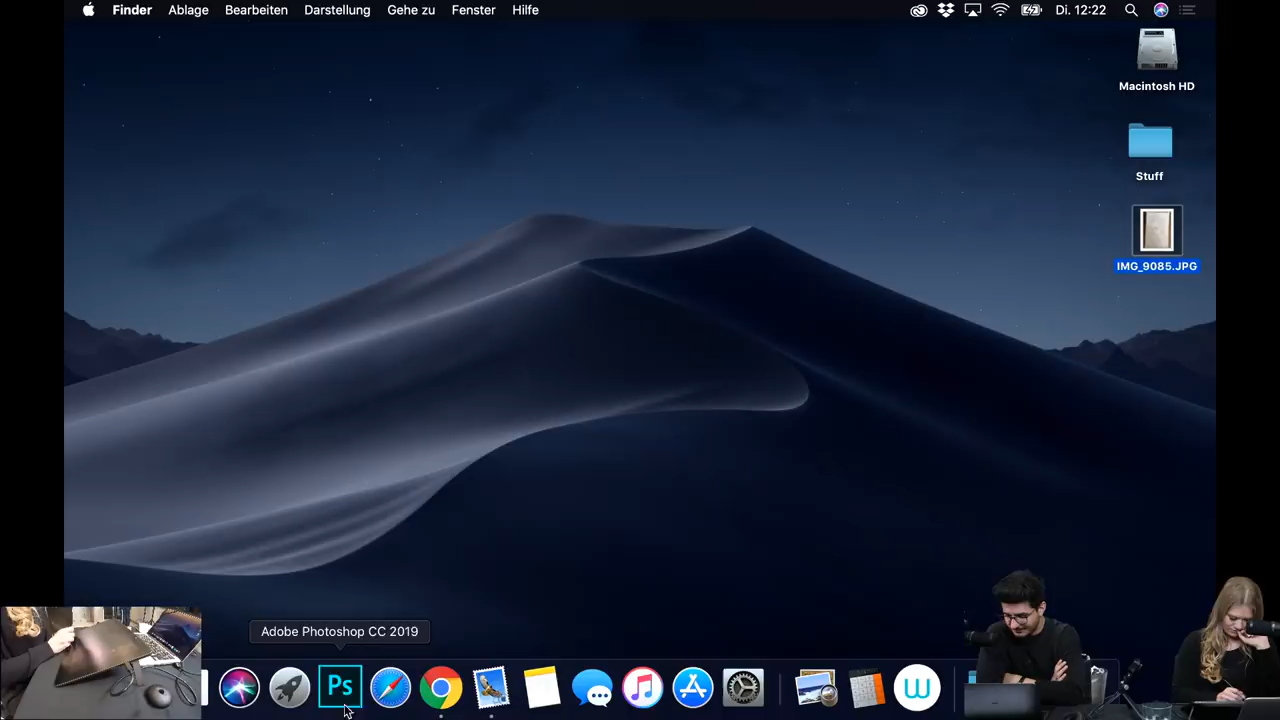 Finder Ablage Bearbeiten Darstellung Gehe zu Fenster Hilfe Di. 12:22
Macintosh HD
Stuff
IMG_9085.JPG
Adobe Photoshop CC 2019
Ps
W